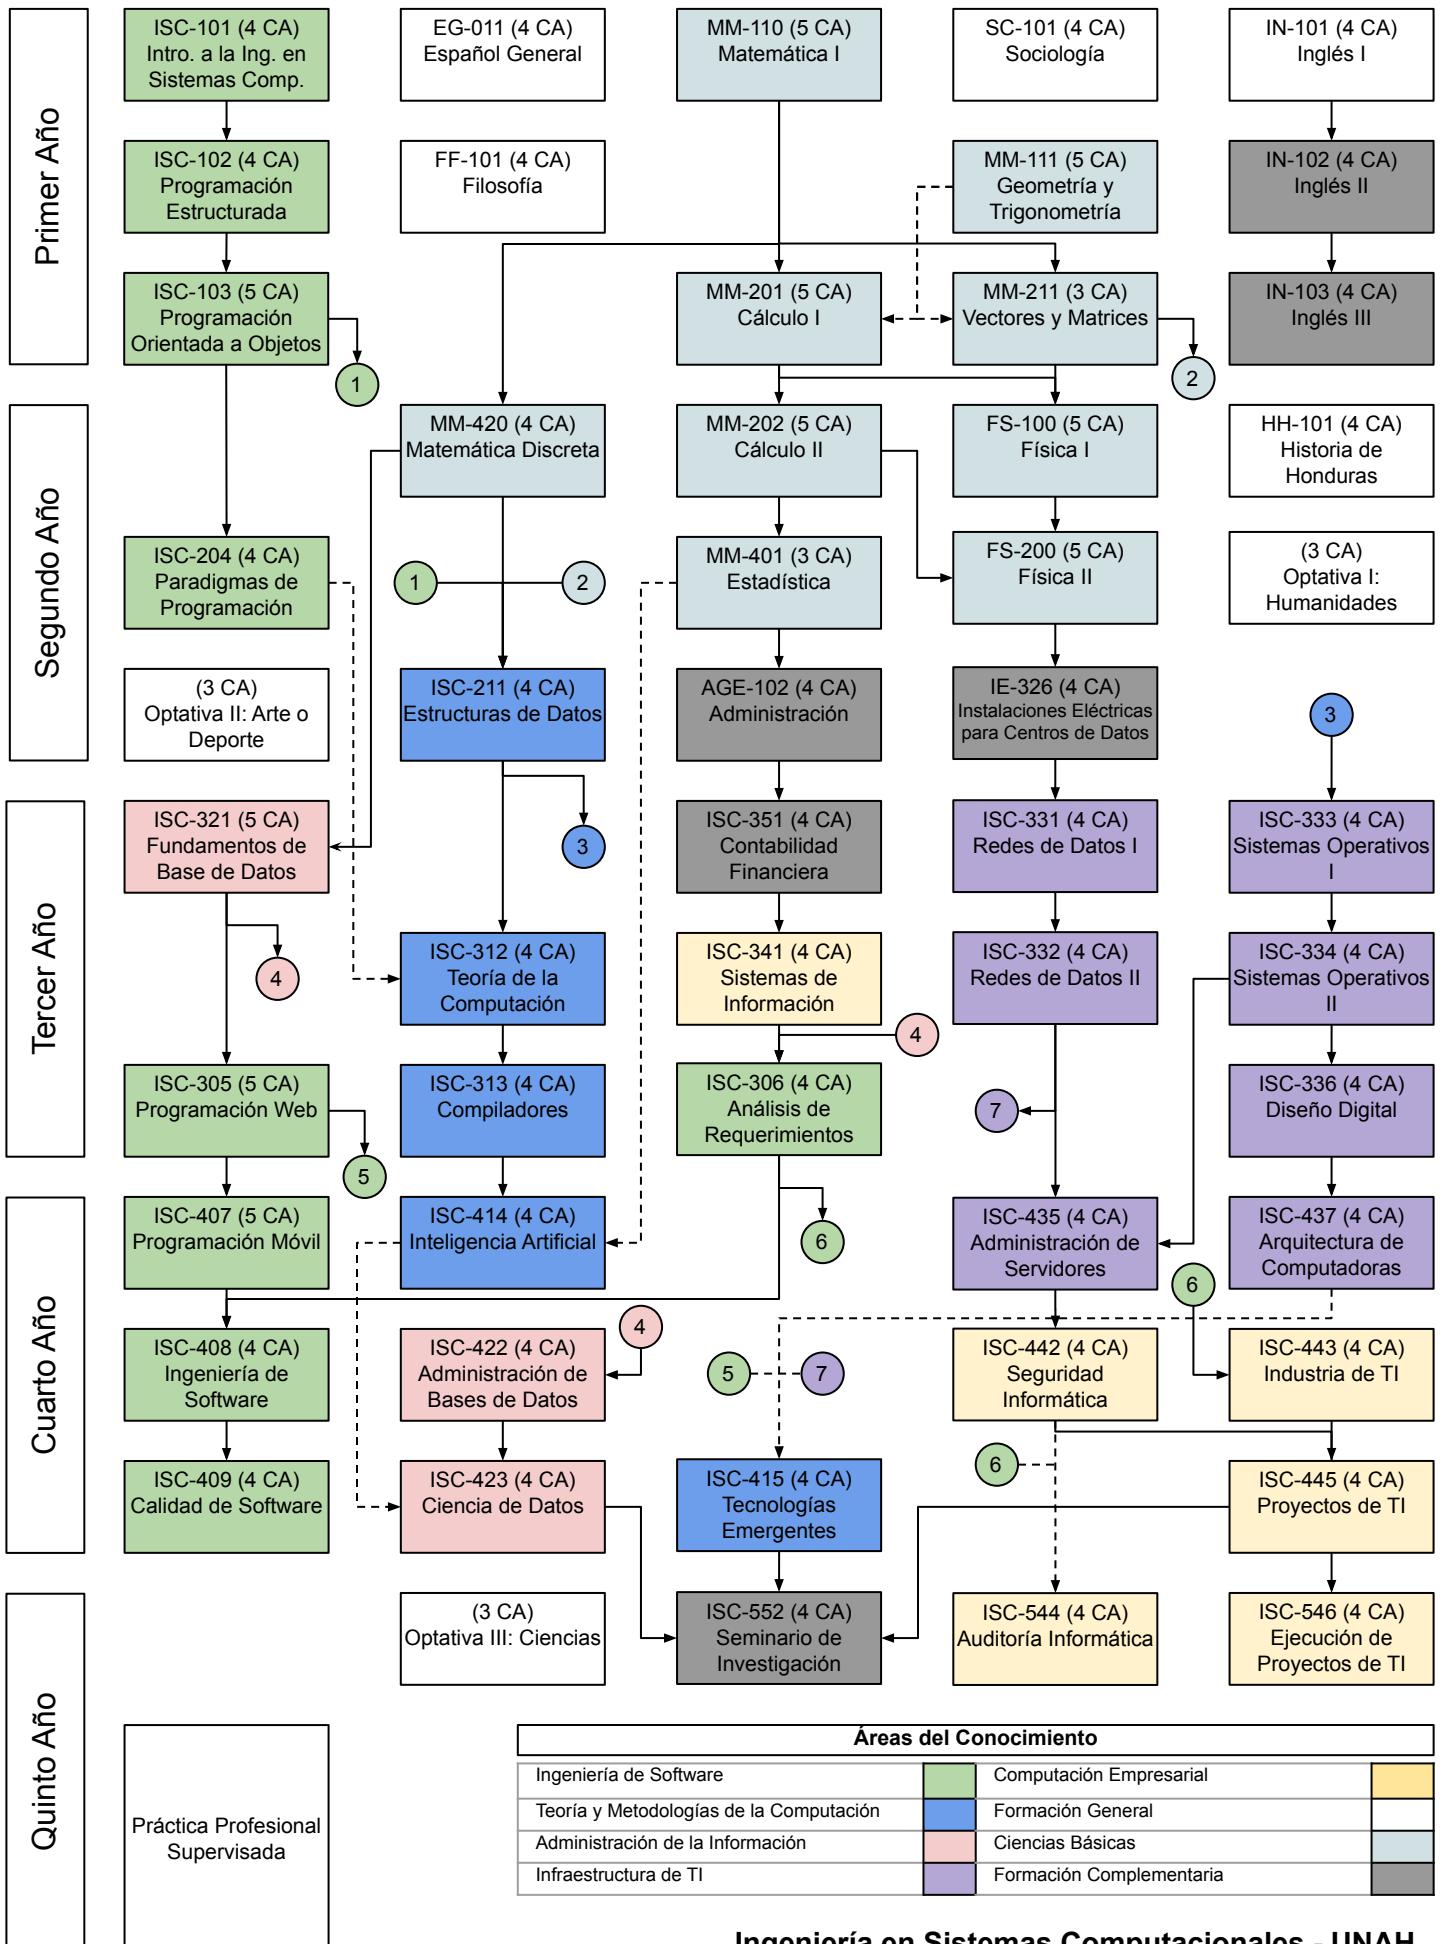 Primer Año
ISC-101 (4 CA)
Intro. a la Ing. en
Sistemas Comp.
EG-011 (4 CA)
Español General
MM-110 (5 CA)
Matemática I
SC-101 (4 CA)
Sociología
IN-101 (4 CA)
Inglés I
ISC-102 (4 CA)
Programación
Estructurada
FF-101 (4 CA)
Filosofía
MM-111 (5 CA)
Geometría y
Trigonometría
IN-102 (4 CA)
Inglés II
ISC-103 (5 CA)
Programación
Orientada a Objetos
1
MM-201 (5 CA)
Cálculo I
MM-211 (3 CA)
Vectores y Matrices
2
IN-103 (4 CA)
Inglés III
Segundo Año
MM-420 (4 CA)
Matemática Discreta
MM-202 (5 CA)
Cálculo II
FS-100 (5 CA)
Física I
HH-101 (4 CA)
Historia de
Honduras
ISC-204 (4 CA)
Paradigmas de
Programación
1
2
MM-401 (3 CA)
Estadística
FS-200 (5 CA)
Física II
(3 CA)
Optativa I:
Humanidades
(3 CA)
Optativa II: Arte o
Deporte
ISC-211 (4 CA)
Estructuras de Datos
AGE-102 (4 CA)
Administración
IE-326 (4 CA)
Instalaciones Eléctricas
para Centros de Datos
3
Tercer Año
ISC-321 (5 CA)
Fundamentos de
Base de Datos
3
ISC-351 (4 CA)
Contabilidad
Financiera
ISC-331 (4 CA)
Redes de Datos I
ISC-333 (4 CA)
Sistemas Operativos
I
4
ISC-312 (4 CA)
Teoría de la
Computación
ISC-341 (4 CA)
Sistemas de
Información
4
ISC-332 (4 CA)
Redes de Datos II
ISC-334 (4 CA)
Sistemas Operativos
II
ISC-305 (5 CA)
Programación Web
5
ISC-313 (4 CA)
Compiladores
ISC-306 (4 CA)
Análisis de
Requerimientos
7
ISC-336 (4 CA)
Diseño Digital
Cuarto Año
ISC-407 (5 CA)
Programación Móvil
ISC-414 (4 CA)
Inteligencia Artificial
6
ISC-435 (4 CA)
Administración de
Servidores
ISC-437 (4 CA)
Arquitectura de
Computadoras
6
ISC-408 (4 CA)
Ingeniería de
Software
ISC-422 (4 CA)
Administración de
Bases de Datos
4
5
7
ISC-442 (4 CA)
Seguridad
Informática
ISC-443 (4 CA)
Industria de TI
ISC-409 (4 CA)
Calidad de Software
ISC-423 (4 CA)
Ciencia de Datos
ISC-415 (4 CA)
Tecnologías
Emergentes
6
ISC-445 (4 CA)
Proyectos de TI
Quinto Año
(3 CA)
Optativa III: Ciencias
ISC-552 (4 CA)
Seminario de
Investigación
ISC-544 (4 CA)
Auditoría Informática
ISC-546 (4 CA)
Ejecución de
Proyectos de TI
Práctica Profesional
Supervisada
Áreas del Conocimiento
Ingeniería de Software
Computación Empresarial
Teoría y Metodologías de la Computación
Formación General
Administración de la Información
Ciencias Básicas
Infraestructura de TI
Formación Complementaria
Ingeniería en Sistemas Computacionales - UNAH